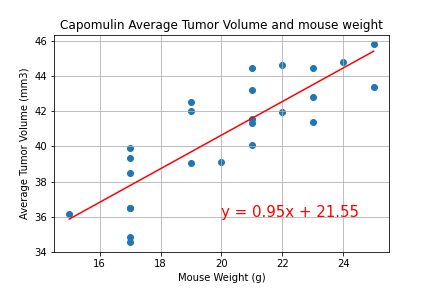 Capomulin Average Tumor Volume and mouse weight
46
44
42
40
38
36
34
Average Tumor Volume (mm3)
y = 0.95x + 21.55
16 18 20 22 24
Mouse Weight (g)